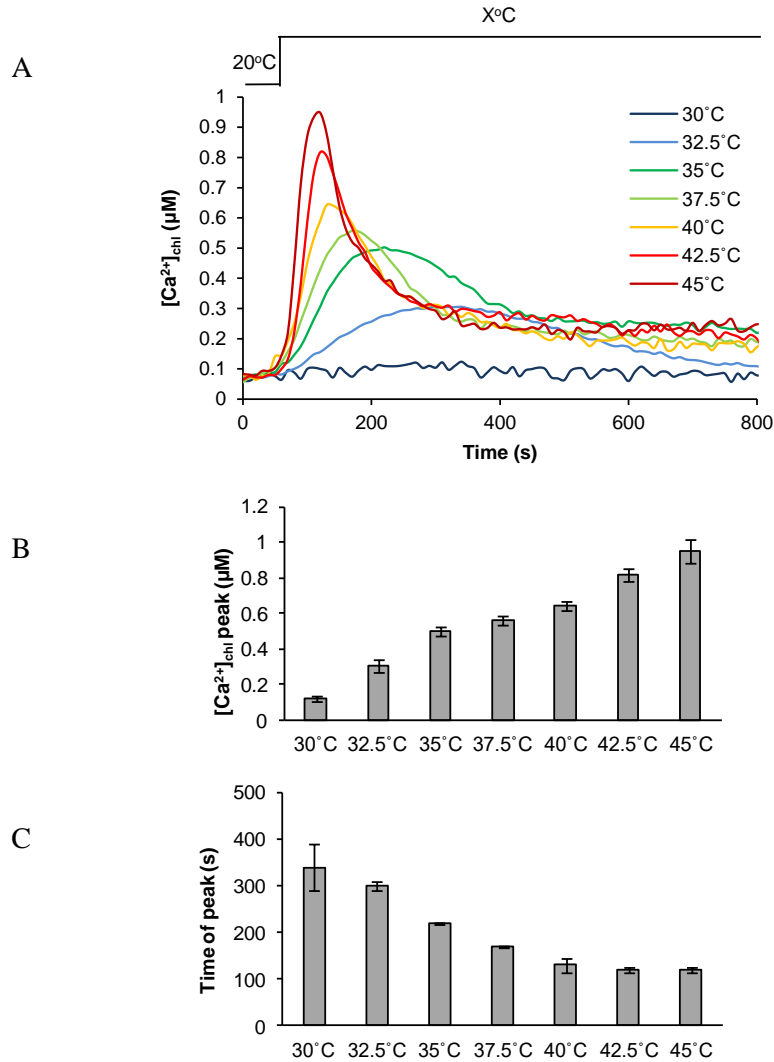 X°C
A
20°C
1
0.9
0.8
0.7
0.6
0.5
0.4
0.3
0.2
0.1
0
[Ca²⁺]chl (µM)
30˚C
32.5˚C
35˚C
37.5˚C
40˚C
42.5˚C
45˚C
0 200 400 600 800
Time (s)
B
1.2
1
0.8
0.6
0.4
0.2
0
[Ca²⁺]chl peak (µM)
30˚C 32.5˚C 35˚C 37.5˚C 40˚C 42.5˚C 45˚C
C
500
400
300
200
100
0
Time of peak (s)
30˚C 32.5˚C 35˚C 37.5˚C 40˚C 42.5˚C 45˚C